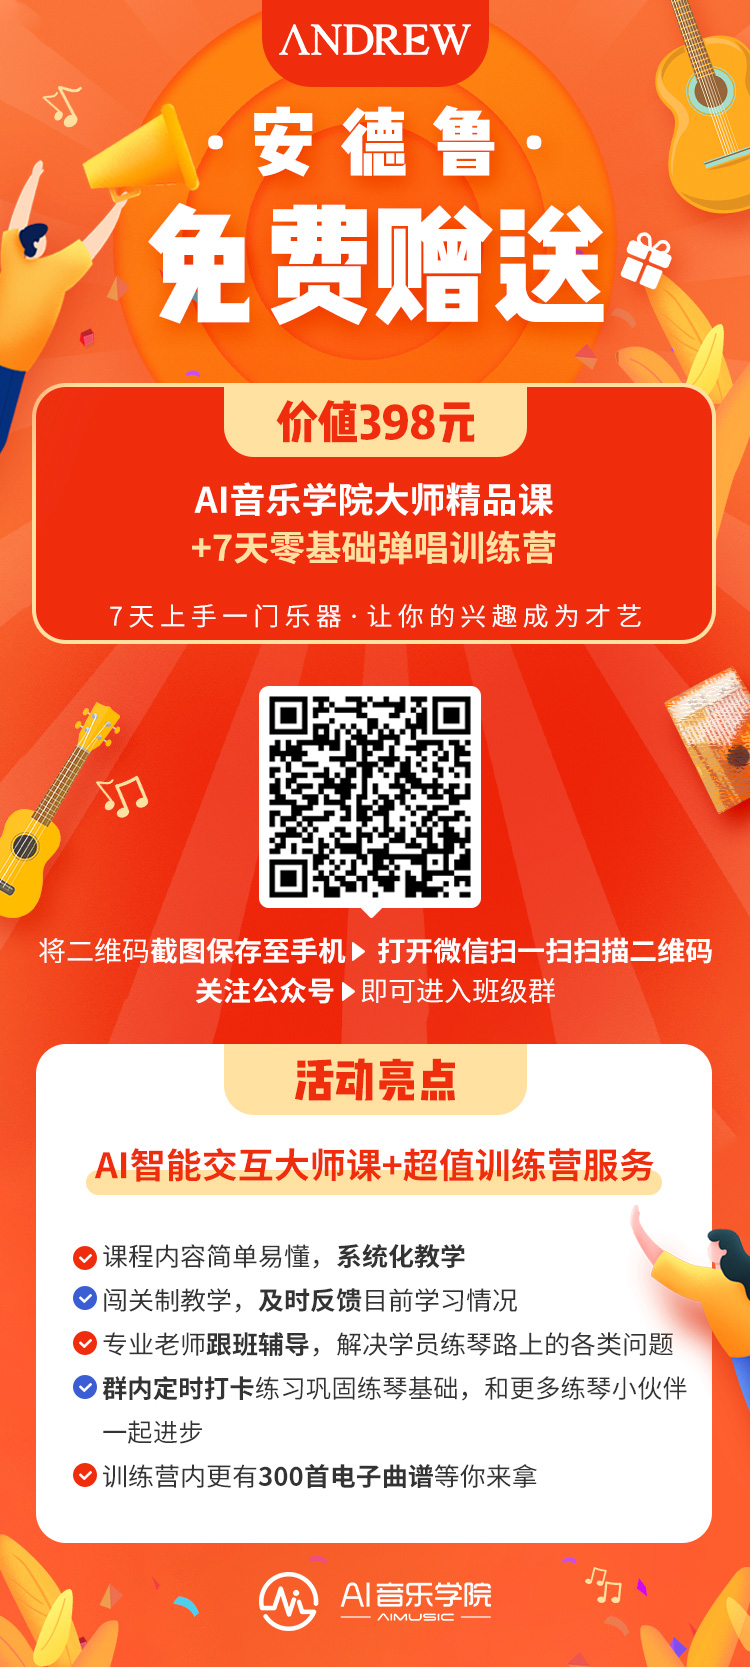 ANDREW
·安德鲁·
免费赠送
价值398元
AI音乐学院大师精品课
+7天零基础弹唱训练营
7天上手一门乐器·让你的兴趣成为才艺
将二维码截图保存至手机▶打开微信扫一扫扫描二维码
关注公众号▶即可进入班级群
活动亮点
AI智能交互大师课+超值训练营服务
课程内容简单易懂，系统化教学
闯关制教学，及时反馈目前学习情况
专业老师跟班辅导，解决学员练琴路上的各类问题
群内定时打卡练习巩固练琴基础，和更多练琴小伙伴
一起进步
训练营内更有300首电子曲谱等你来拿
AI音乐学院
AIMUSIC